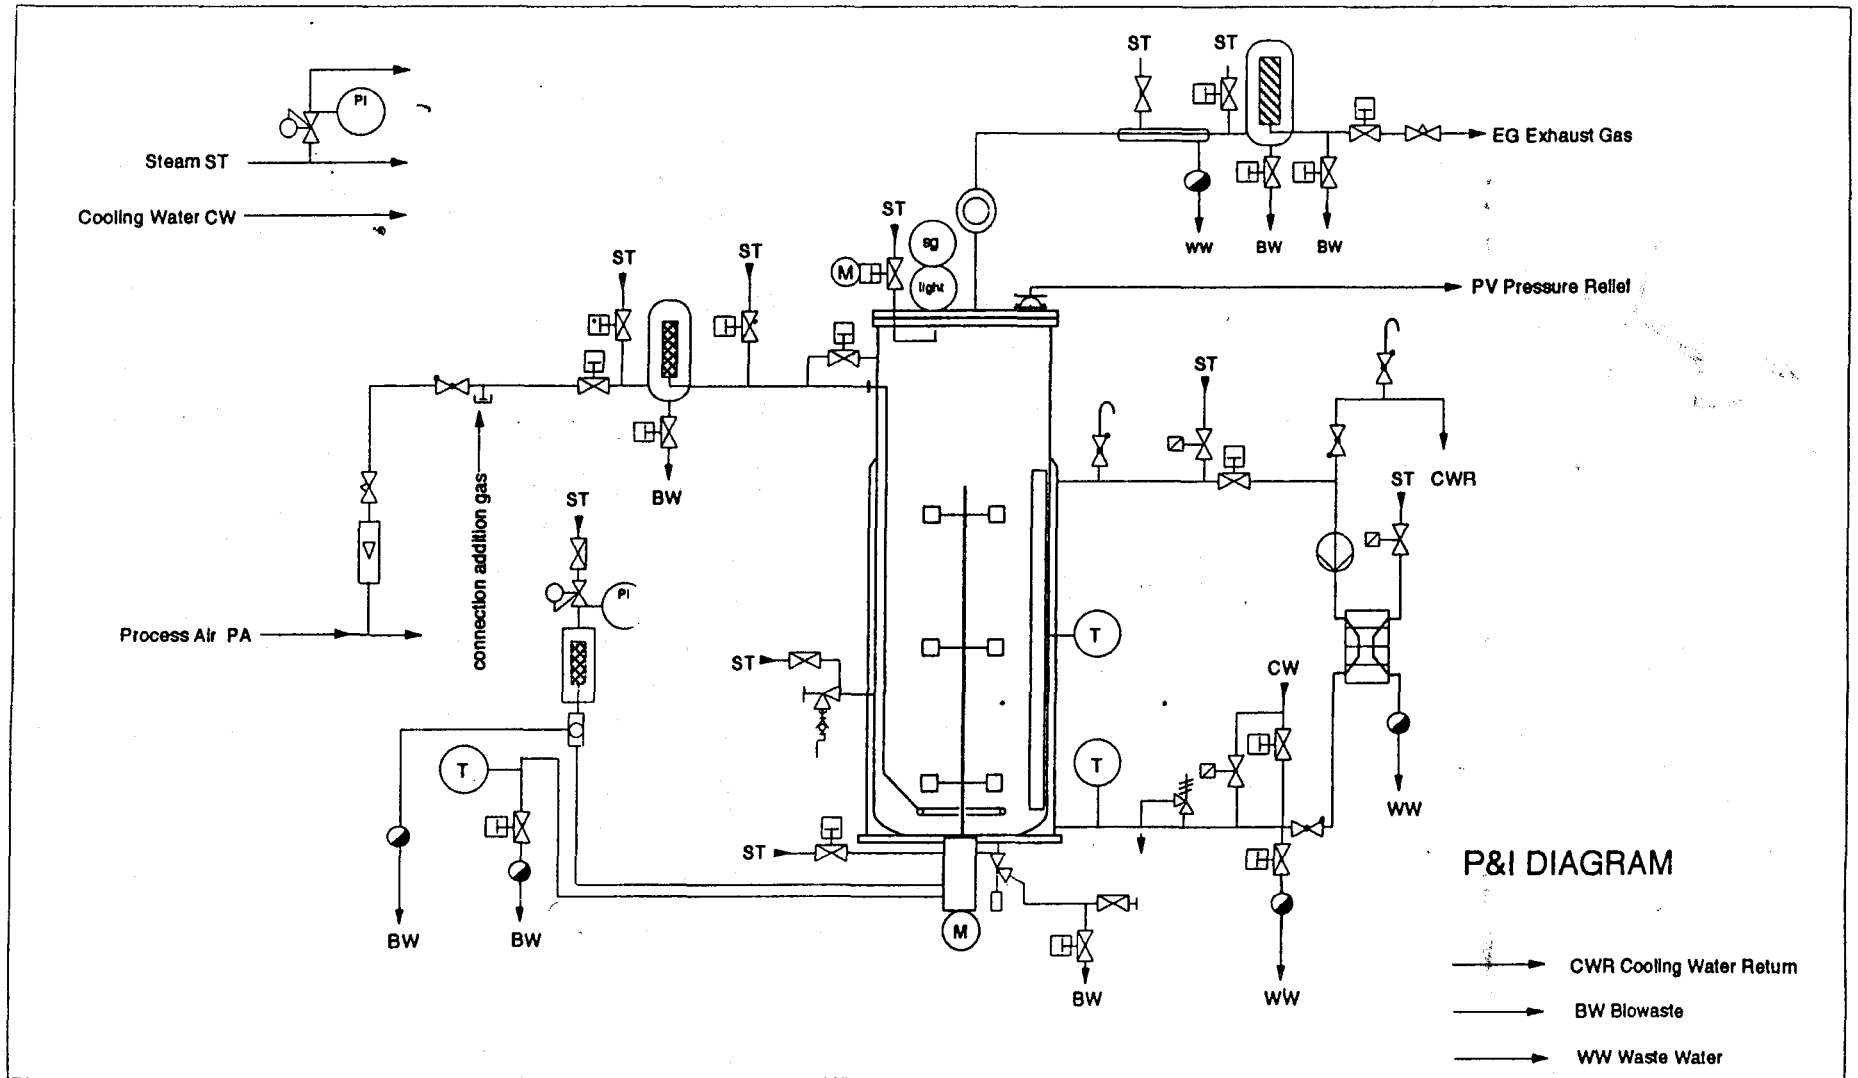 ST
ST
PI
EG Exhaust Gas
Steam ST
ST
Cooling Water CW
sg
WW
BW
BW
ST
ST
M
light
PV Pressure Relief
ST
ST CWR
BW
ST
connection addition gas
PI
Process Air PA
T
ST
CW
T
T
WW
ST
P&I DIAGRAM
M
BW
BW
BW
WW
CWR Cooling Water Return
BW Biowaste
WW Waste Water